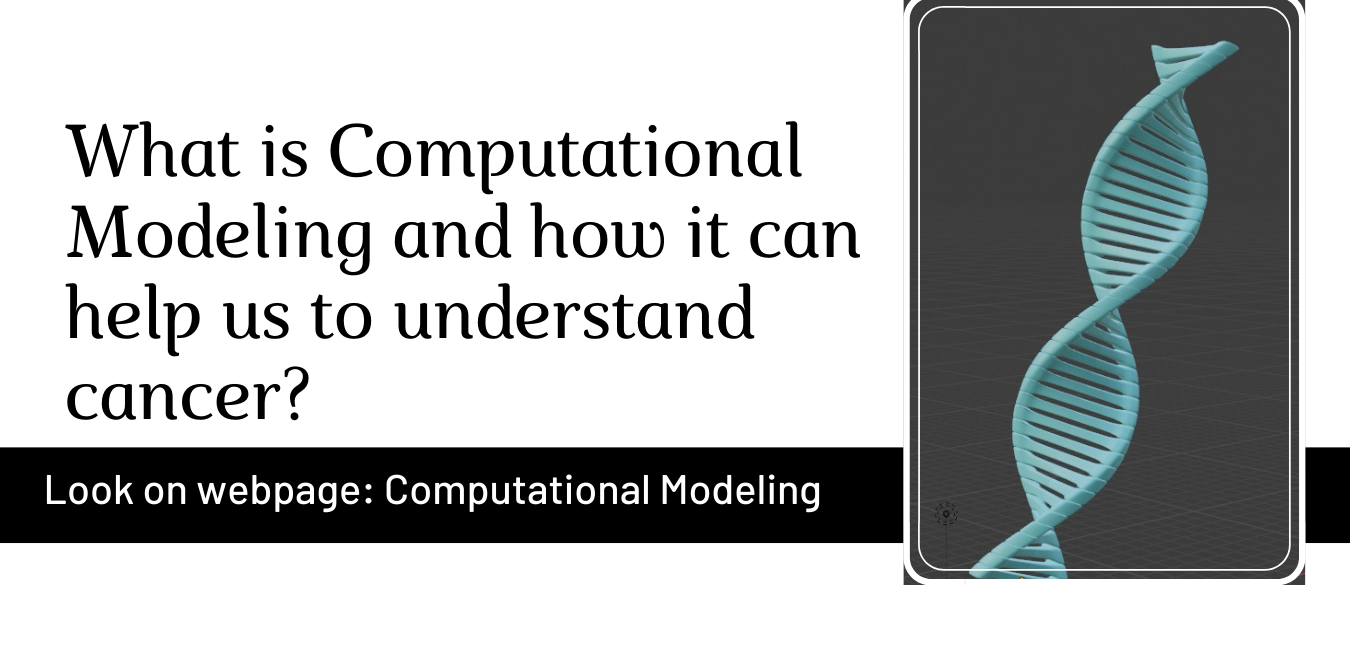 What is Computational
Modeling and how it can
help us to understand
cancer?
Look on webpage: Computational Modeling